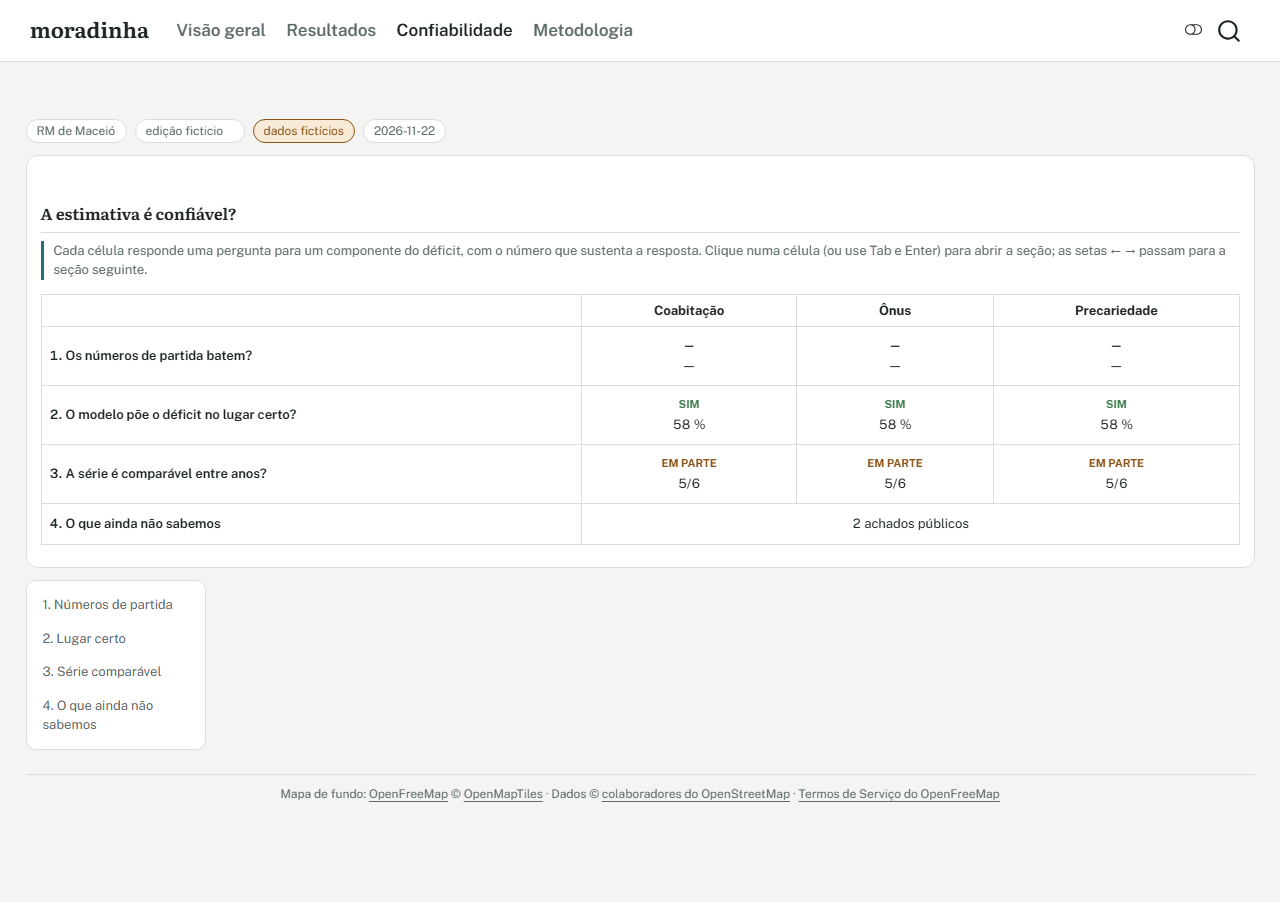 moradinha Visão geral Resultados Confiabilidade Metodologia
RM de Maceió edição ficticio dados fictícios 2026-11-22
A estimativa é confiável?
Cada célula responde uma pergunta para um componente do déficit, com o número que sustenta a resposta. Clique numa célula (ou use Tab e Enter) para abrir a seção; as setas ← → passam para a
seção seguinte.
Coabitação Ônus Precariedade
1. Os números de partida batem? — — —
— — —
2. O modelo põe o déficit no lugar certo? SIM SIM SIM
58 % 58 % 58 %
3. A série é comparável entre anos? EM PARTE EM PARTE EM PARTE
5/6 5/6 5/6
4. O que ainda não sabemos 2 achados públicos
1. Números de partida
2. Lugar certo
3. Série comparável
4. O que ainda não
sabemos
Mapa de fundo: OpenFreeMap © OpenMapTiles · Dados © colaboradores do OpenStreetMap · Termos de Serviço do OpenFreeMap